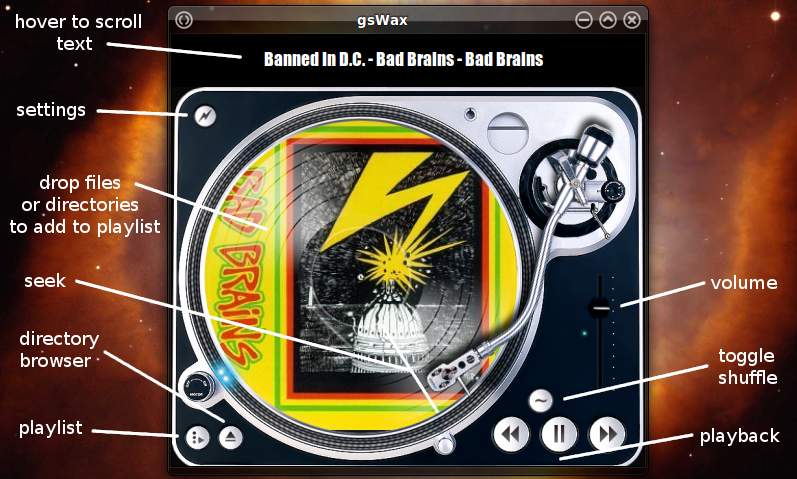 gsWax
hover to scroll
text
Banned In D.C. - Bad Brains - Bad Brains
settings
drop files
or directories
to add to playlist
BAD BRAINS
seek
volume
directory
browser
toggle
shuffle
MOTOR
playlist
playback